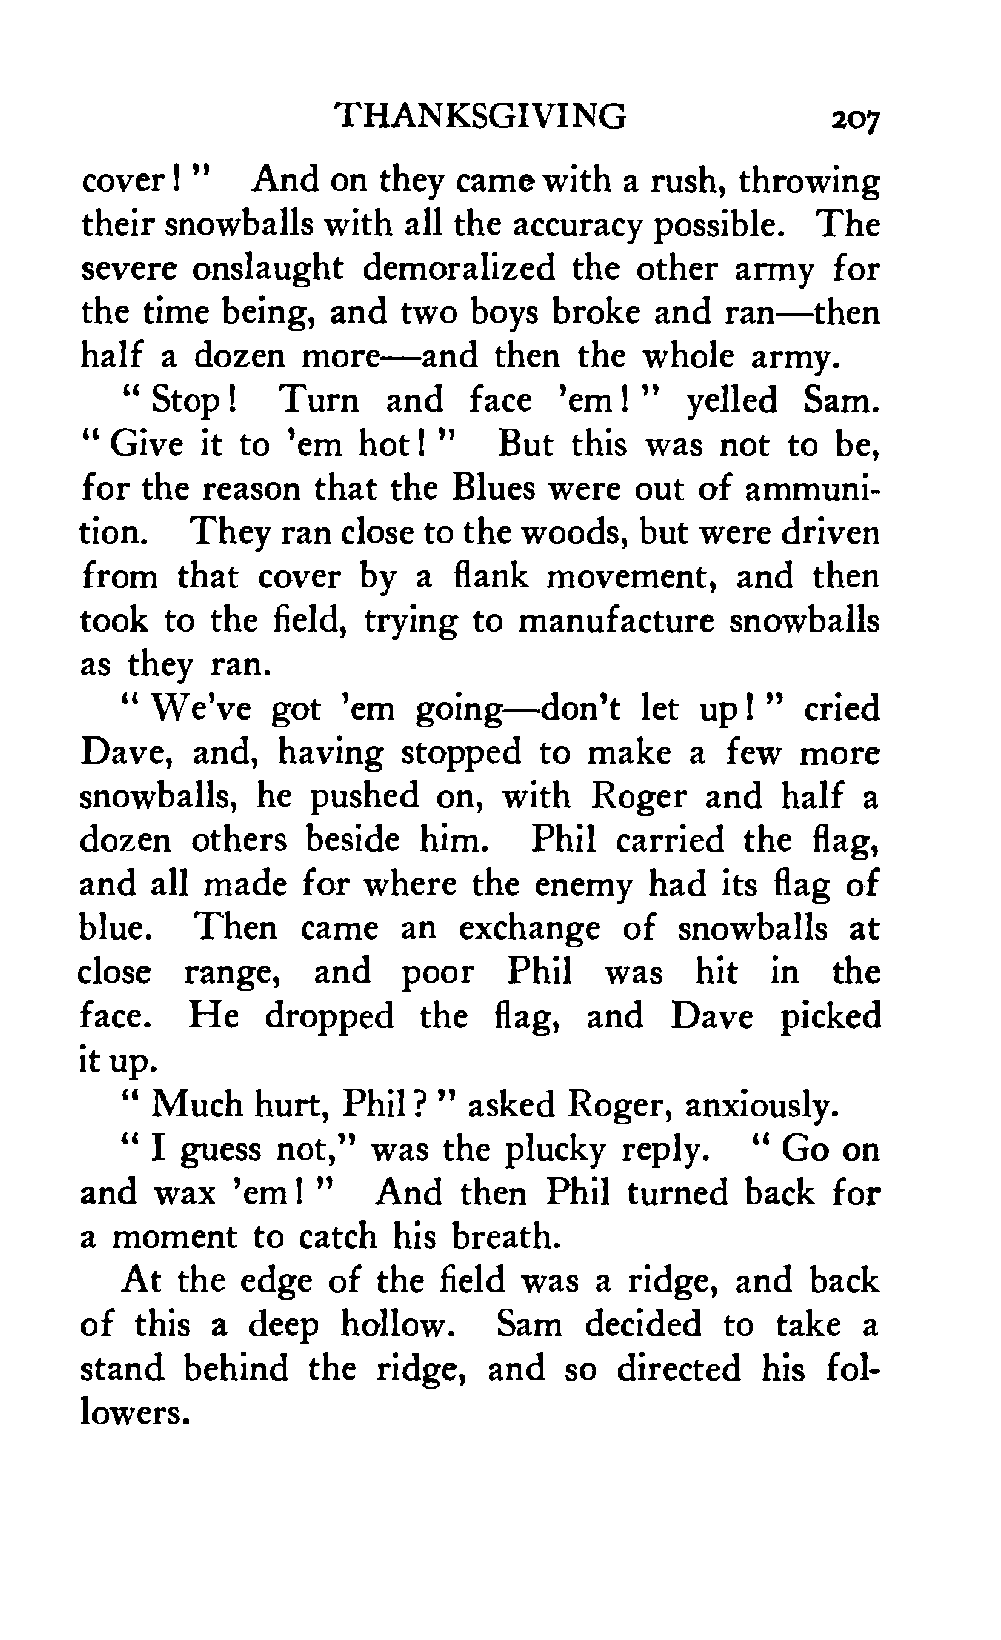 THANKSGIVING 207
cover! " And on they came with a rush, throwing
their snowballs with all the accuracy possible. The
severe onslaught demoralized the other army for
the time being, and two boys broke and ran—then
half a dozen more—and then the whole army.
" Stop! Turn and face 'em! " yelled Sam.
" Give it to 'em hot! " But this was not to be,
for the reason that the Blues were out of ammuni-
tion. They ran close to the woods, but were driven
from that cover by a flank movement, and then
took to the field, trying to manufacture snowballs
as they ran.
" We've got 'em going—don't let up! " cried
Dave, and, having stopped to make a few more
snowballs, he pushed on, with Roger and half a
dozen others beside him. Phil carried the flag,
and all made for where the enemy had its flag of
blue. Then came an exchange of snowballs at
close range, and poor Phil was hit in the
face. He dropped the flag, and Dave picked
it up.
" Much hurt, Phil? " asked Roger, anxiously.
" I guess not," was the plucky reply. " Go on
and wax 'em! " And then Phil turned back for
a moment to catch his breath.
At the edge of the field was a ridge, and back
of this a deep hollow. Sam decided to take a
stand behind the ridge, and so directed his fol-
lowers.